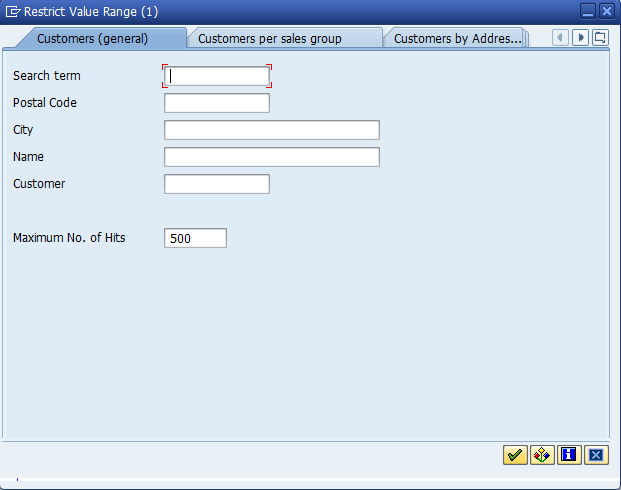 Restrict Value Range (1)
Customers (general) Customers per sales group Customers by Addres...
Search term
Postal Code
City
Name
Customer
Maximum No. of Hits 500